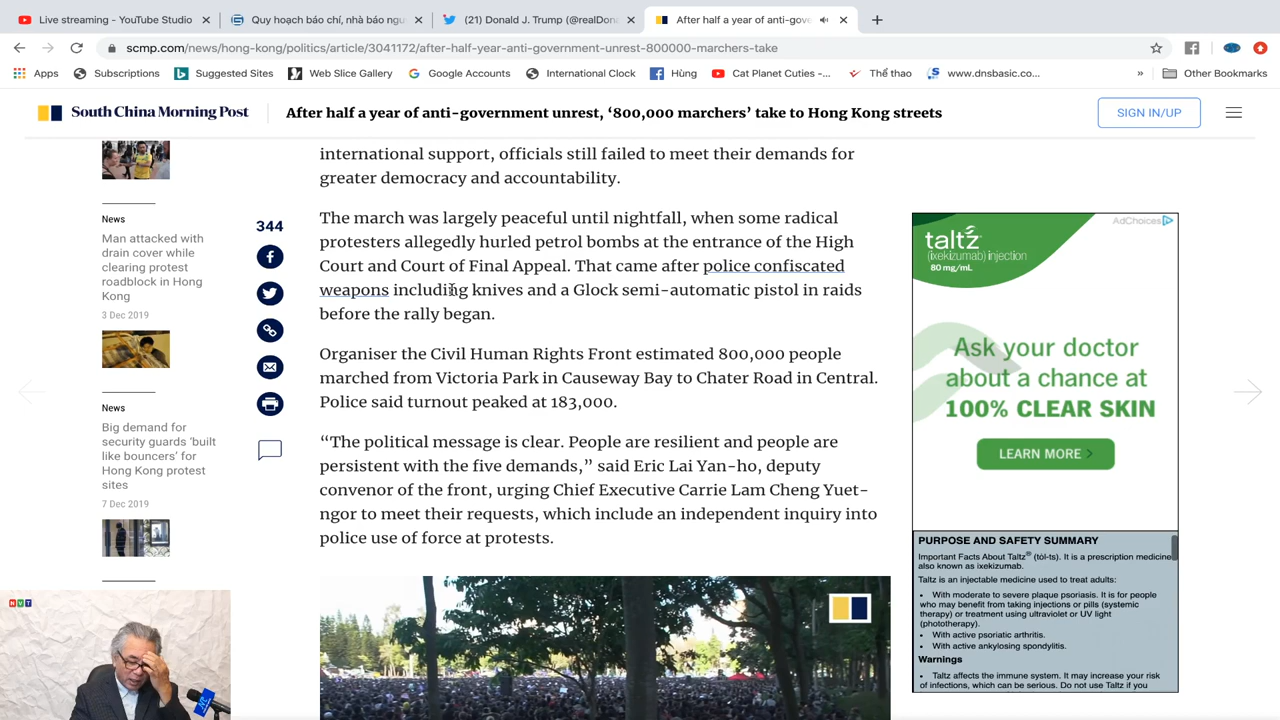 Live streaming - YouTube Studio
Quy hoạch báo chí, nhà báo ngu
(21) Donald J. Trump (@realDon
After half a year of anti-gove
scmp.com/news/hong-kong/politics/article/3041172/after-half-year-anti-government-unrest-800000-marchers-take
Apps Subscriptions Suggested Sites Web Slice Gallery Google Accounts International Clock Hùng Cat Planet Cuties -... Thể thao www.dnsbasic.co... » Other Bookmarks
South China Morning Post
After half a year of anti-government unrest, ‘800,000 marchers’ take to Hong Kong streets
SIGN IN/UP
News
Man attacked with
drain cover while
clearing protest
roadblock in Hong
Kong
3 Dec 2019
News
Big demand for
security guards ‘built
like bouncers’ for
Hong Kong protest
sites
7 Dec 2019
344
international support, officials still failed to meet their demands for
greater democracy and accountability.
The march was largely peaceful until nightfall, when some radical
protesters allegedly hurled petrol bombs at the entrance of the High
Court and Court of Final Appeal. That came after police confiscated
weapons including knives and a Glock semi-automatic pistol in raids
before the rally began.
Organiser the Civil Human Rights Front estimated 800,000 people
marched from Victoria Park in Causeway Bay to Chater Road in Central.
Police said turnout peaked at 183,000.
“The political message is clear. People are resilient and people are
persistent with the five demands,” said Eric Lai Yan-ho, deputy
convenor of the front, urging Chief Executive Carrie Lam Cheng Yuet-
ngor to meet their requests, which include an independent inquiry into
police use of force at protests.
AdChoices
taltz
(ixekizumab) injection
80 mg/mL
Ask your doctor
about a chance at
100% CLEAR SKIN
LEARN MORE >
PURPOSE AND SAFETY SUMMARY
Important Facts About Taltz® (tol-ts). It is a prescription medicine
also known as ixekizumab.
Taltz is an injectable medicine used to treat adults:
• With moderate to severe plaque psoriasis. It is for people
who may benefit from taking injections or pills (systemic
therapy) or treatment using ultraviolet or UV light
(phototherapy).
• With active psoriatic arthritis.
• With active ankylosing spondylitis.
Warnings
• Taltz affects the immune system. It may increase your risk
of infections, which can be serious. Do not use Taltz if you
HVT